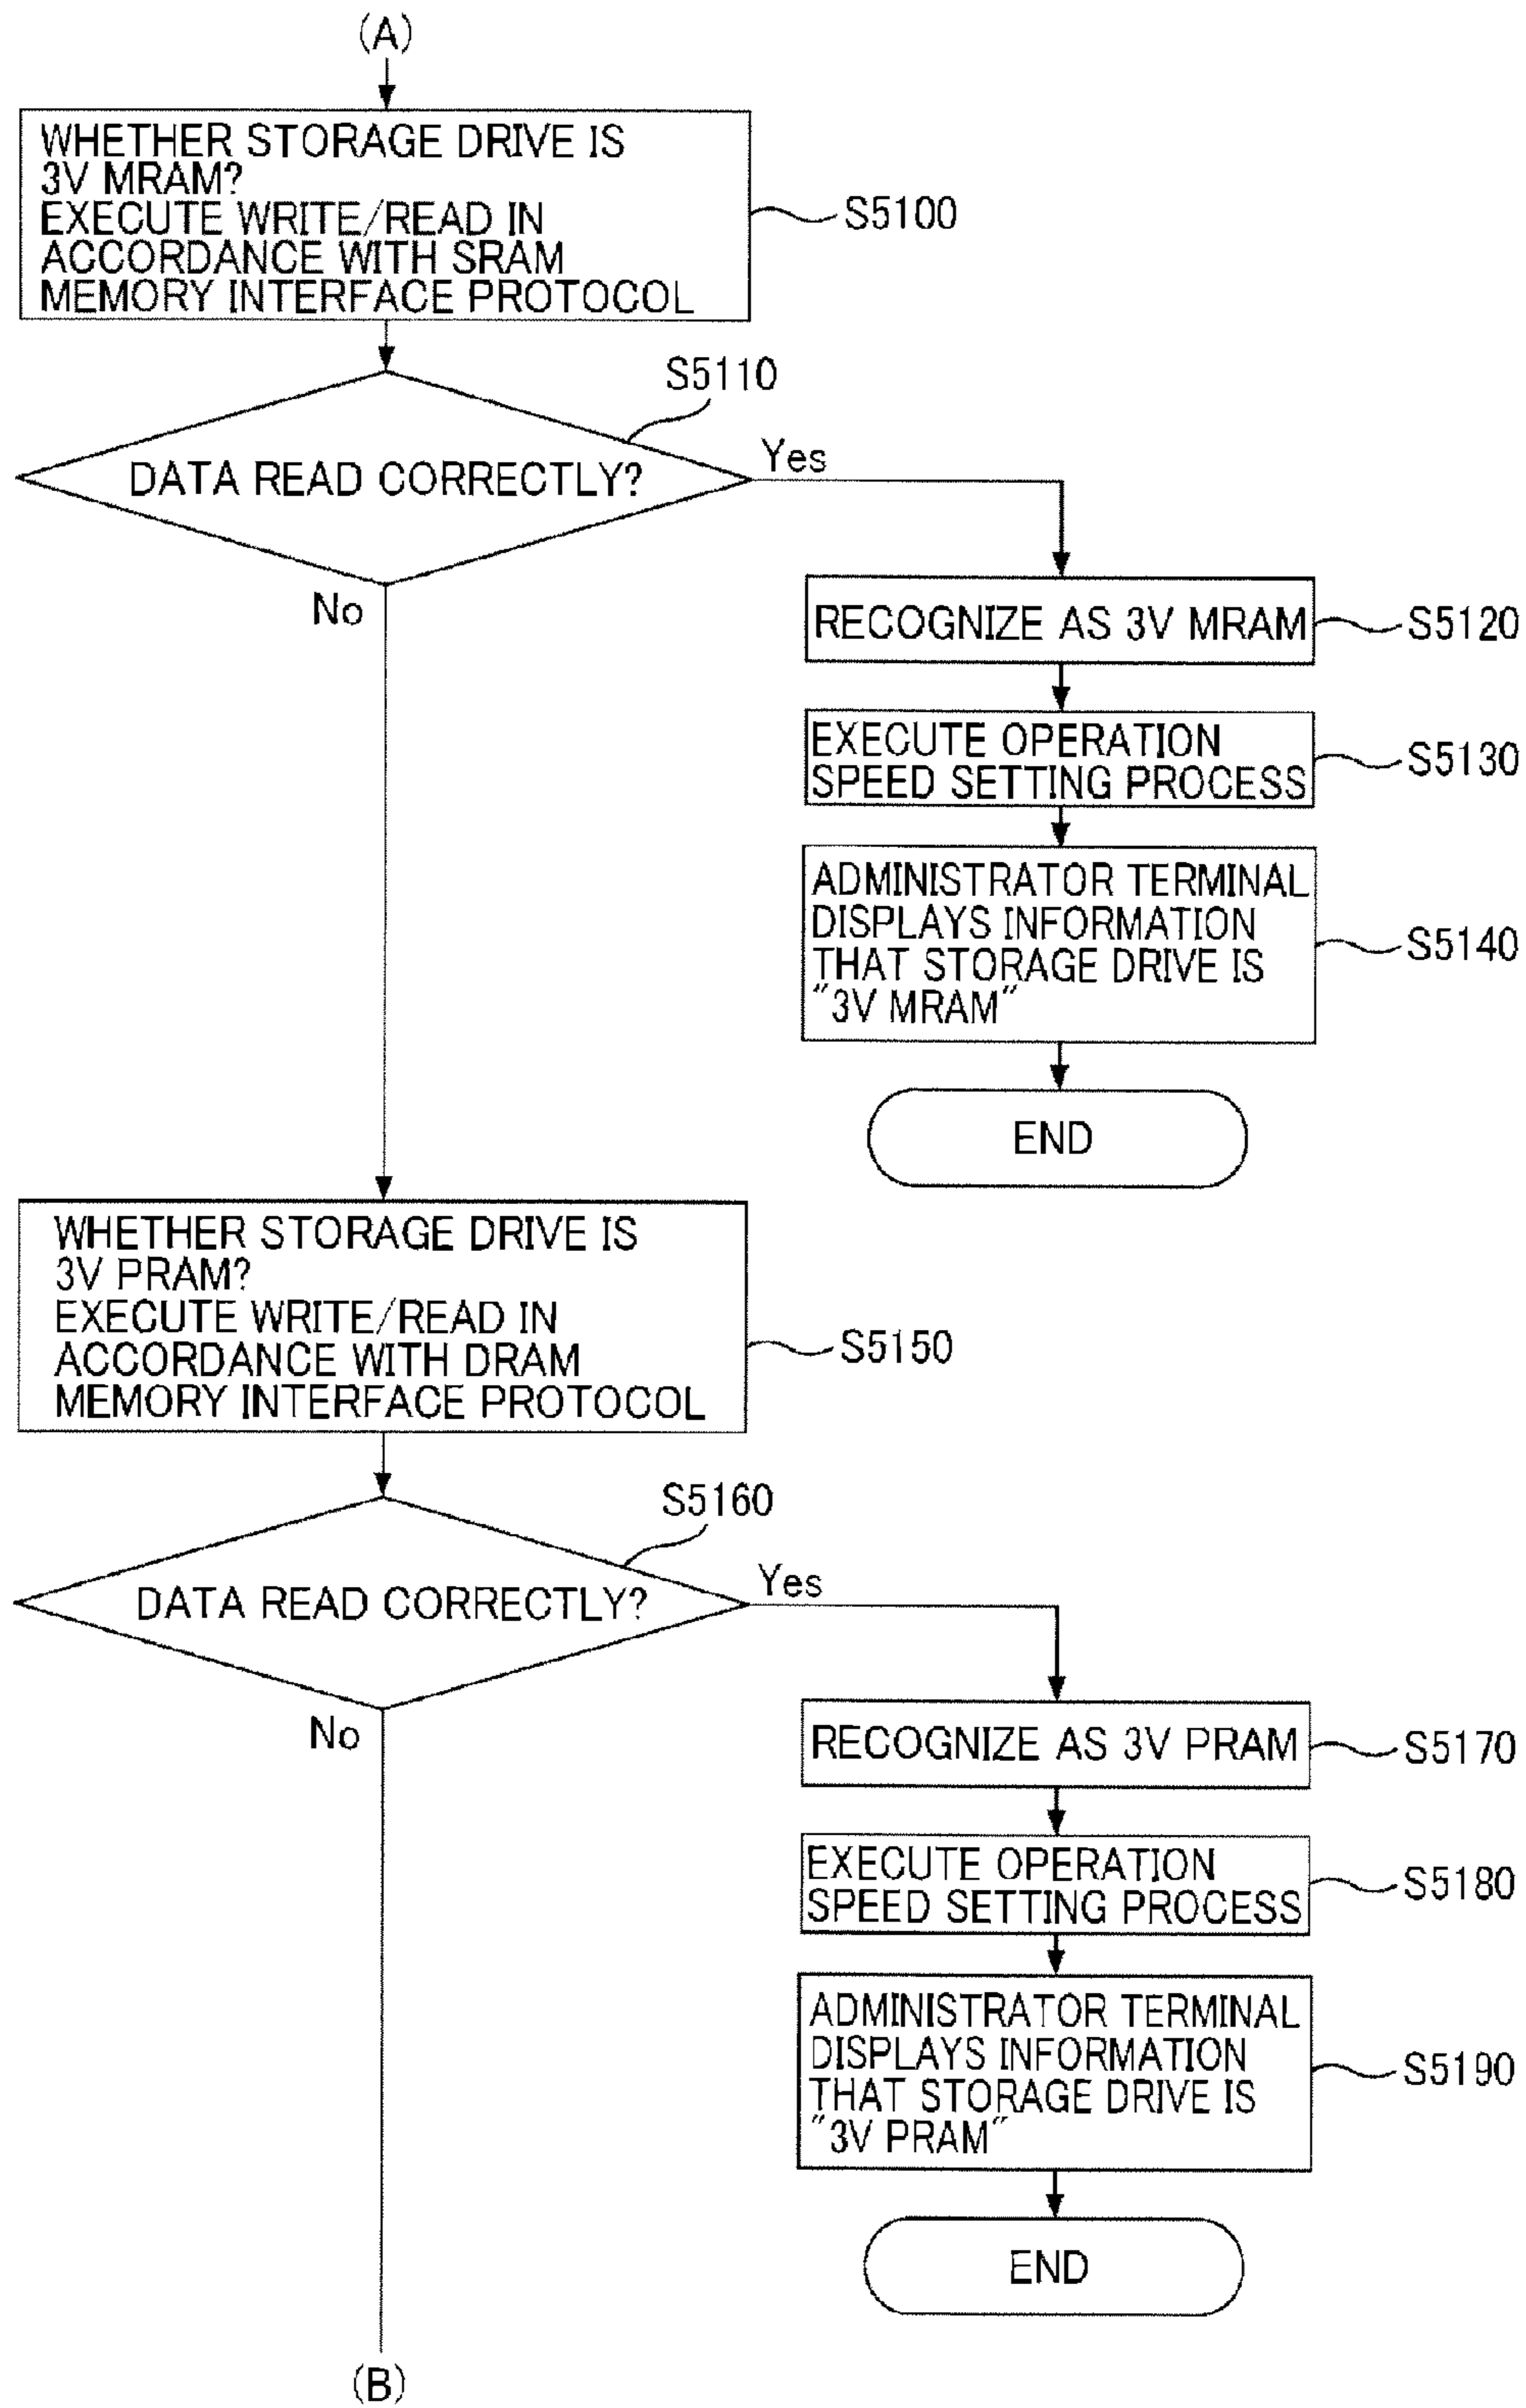 (A)
WHETHER STORAGE DRIVE IS
3V MRAM?
EXECUTE WRITE/READ IN
ACCORDANCE WITH SRAM
MEMORY INTERFACE PROTOCOL
S5100
S5110
DATA READ CORRECTLY?
Yes
No
RECOGNIZE AS 3V MRAM
S5120
EXECUTE OPERATION
SPEED SETTING PROCESS
S5130
ADMINISTRATOR TERMINAL
DISPLAYS INFORMATION
THAT STORAGE DRIVE IS
"3V MRAM"
S5140
END
WHETHER STORAGE DRIVE IS
3V PRAM?
EXECUTE WRITE/READ IN
ACCORDANCE WITH DRAM
MEMORY INTERFACE PROTOCOL
S5150
S5160
DATA READ CORRECTLY?
Yes
No
RECOGNIZE AS 3V PRAM
S5170
EXECUTE OPERATION
SPEED SETTING PROCESS
S5180
ADMINISTRATOR TERMINAL
DISPLAYS INFORMATION
THAT STORAGE DRIVE IS
"3V PRAM"
S5190
END
(B)